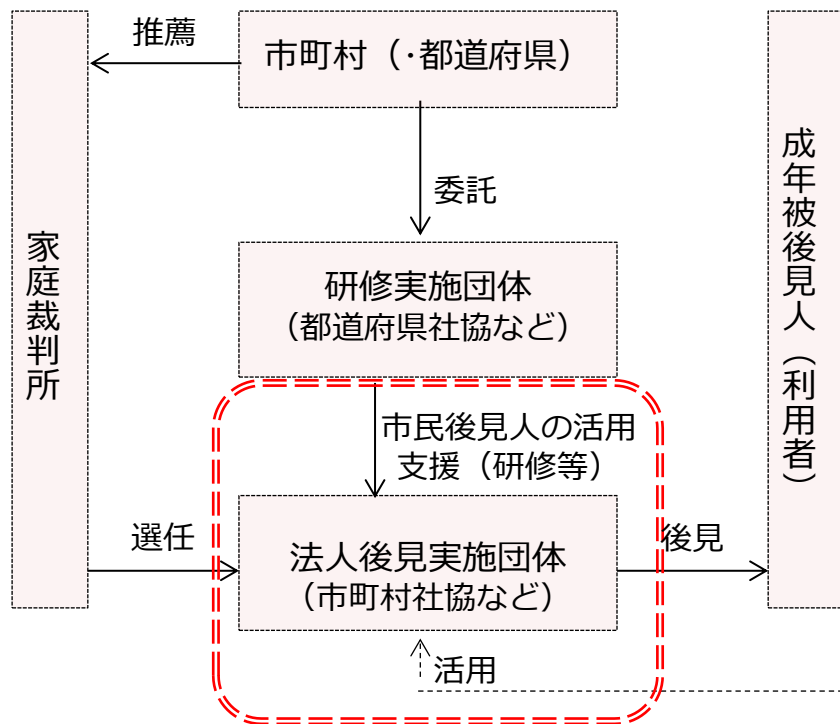 推薦
市町村（・都道府県）
委託
家庭裁判所
成年被後見人（利用者）
研修実施団体
（都道府県社協など）
市民後見人の活用
支援（研修等）
選任
法人後見実施団体
（市町村社協など）
後見
活用